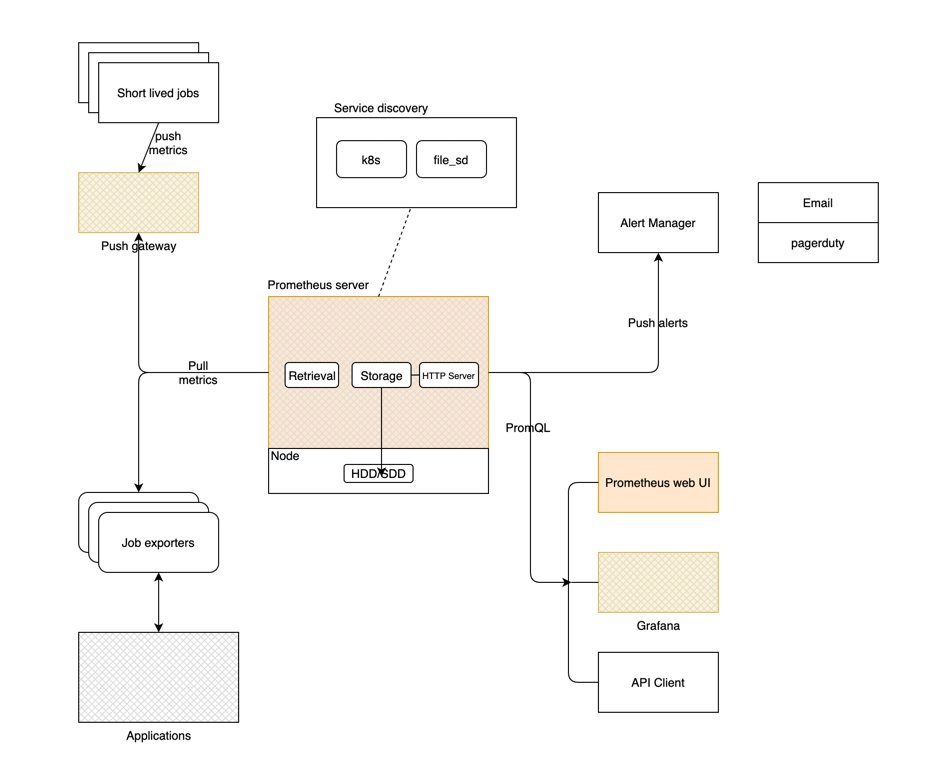 Short lived jobs
push
metrics
Push gateway
Service discovery
k8s
file_sd
Alert Manager
Email
pagerduty
Prometheus server
Push alerts
Pull
metrics
Retrieval
Storage
HTTP Server
PromQL
Node
HDD/SDD
Prometheus web UI
Job exporters
Grafana
API Client
Applications